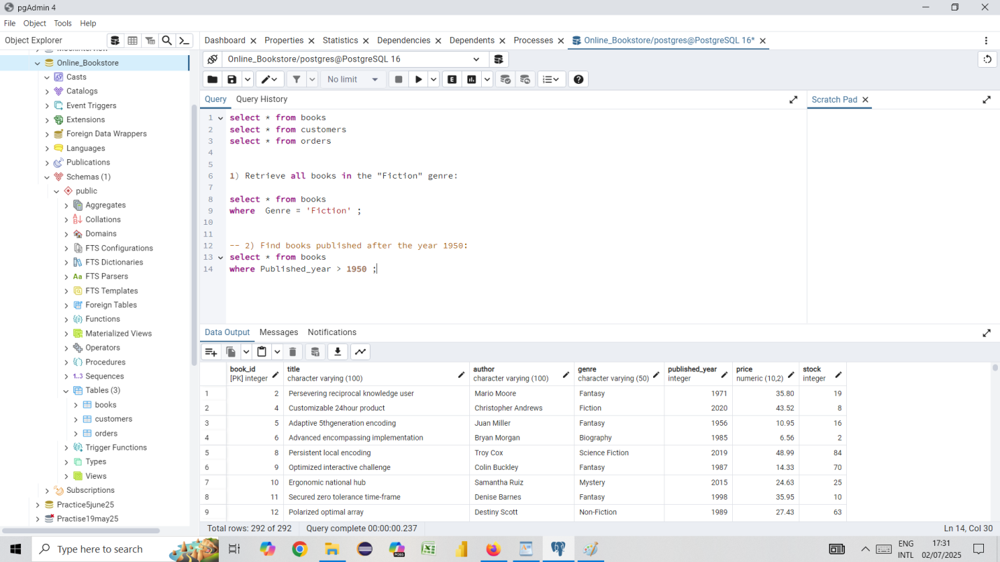 pgAdmin 4
File Object Tools Help
Object Explorer
Dashboard Properties Statistics Dependencies Dependents Processes Online_Bookstore/postgres@PostgreSQL 16*
Online_Bookstore/postgres@PostgreSQL 16
No limit
Query Query History
Scratch Pad
Online_Bookstore
Casts
Catalogs
Event Triggers
Extensions
Foreign Data Wrappers
Languages
Publications
Schemas (1)
public
Aggregates
Collations
Domains
FTS Configurations
FTS Dictionaries
FTS Parsers
FTS Templates
Foreign Tables
Functions
Materialized Views
Operators
Procedures
Sequences
Tables (3)
books
customers
orders
Trigger Functions
Types
Views
Subscriptions
Practice5june25
Practise19may25
1 select * from books
2 select * from customers
3 select * from orders
4
5
6 1) Retrieve all books in the "Fiction" genre:
7
8 select * from books
9 where  Genre = 'Fiction' ;
10
11
12 -- 2) Find books published after the year 1950:
13 select * from books
14 where Published_year > 1950 ;
Data Output Messages Notifications
book_id title author genre published_year price stock
[PK] integer character varying (100) character varying (100) character varying (50) integer numeric (10,2) integer
1 2 Persevering reciprocal knowledge user Mario Moore Fantasy 1971 35.80 19
2 4 Customizable 24hour product Christopher Andrews Fiction 2020 43.52 8
3 5 Adaptive 5thgeneration encoding Juan Miller Fantasy 1956 10.95 16
4 6 Advanced encompassing implementation Bryan Morgan Biography 1985 6.56 2
5 8 Persistent local encoding Troy Cox Science Fiction 2019 48.99 84
6 9 Optimized interactive challenge Colin Buckley Fantasy 1987 14.33 70
7 10 Ergonomic national hub Samantha Ruiz Mystery 2015 24.63 25
8 11 Secured zero tolerance time-frame Denise Barnes Fantasy 1998 35.95 10
9 12 Polarized optimal array Destiny Scott Non-Fiction 1989 27.43 63
Total rows: 292 of 292 Query complete 00:00:00.237 Ln 14, Col 30
Type here to search
ENG
INTL
17:31
02/07/2025